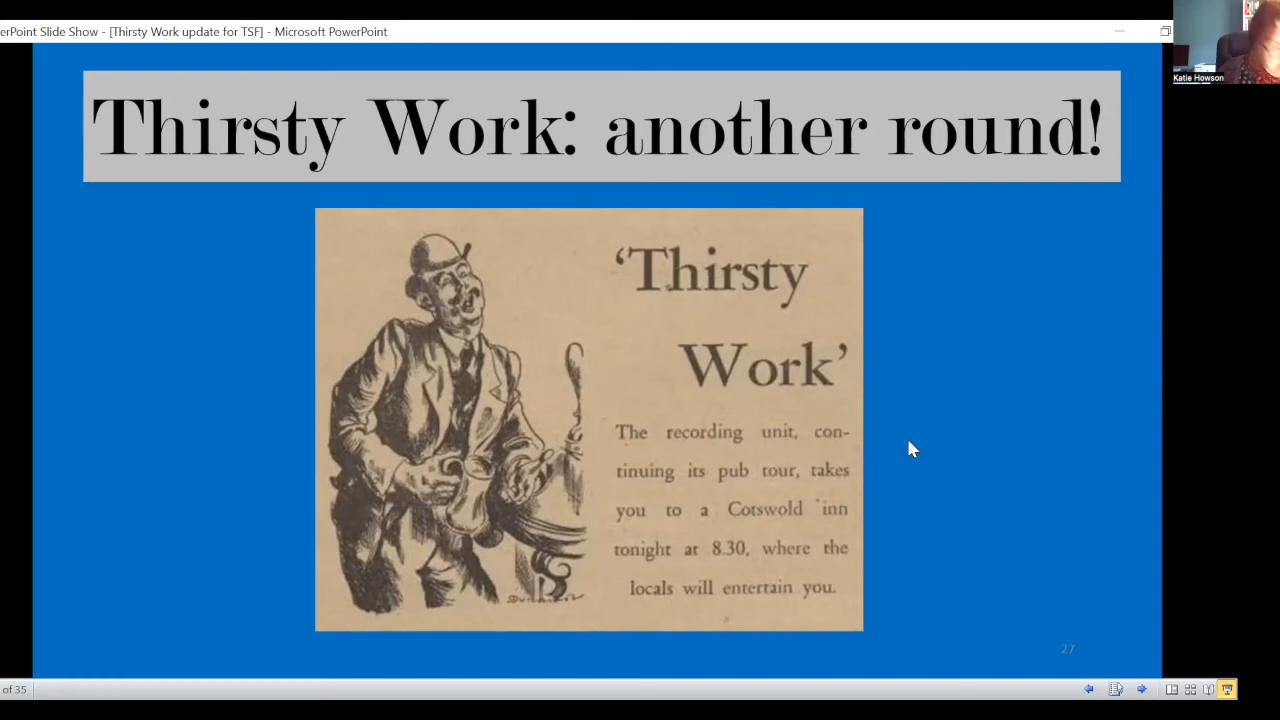 erPoint Slide Show - [Thirsty Work update for TSF] - Microsoft PowerPoint
Katie Howson
Thirsty Work: another round!
‘Thirsty
Work’
The recording unit, con-
tinuing its pub tour, takes
you to a Cotswold inn
tonight at 8.30, where the
locals will entertain you.
27
of 35